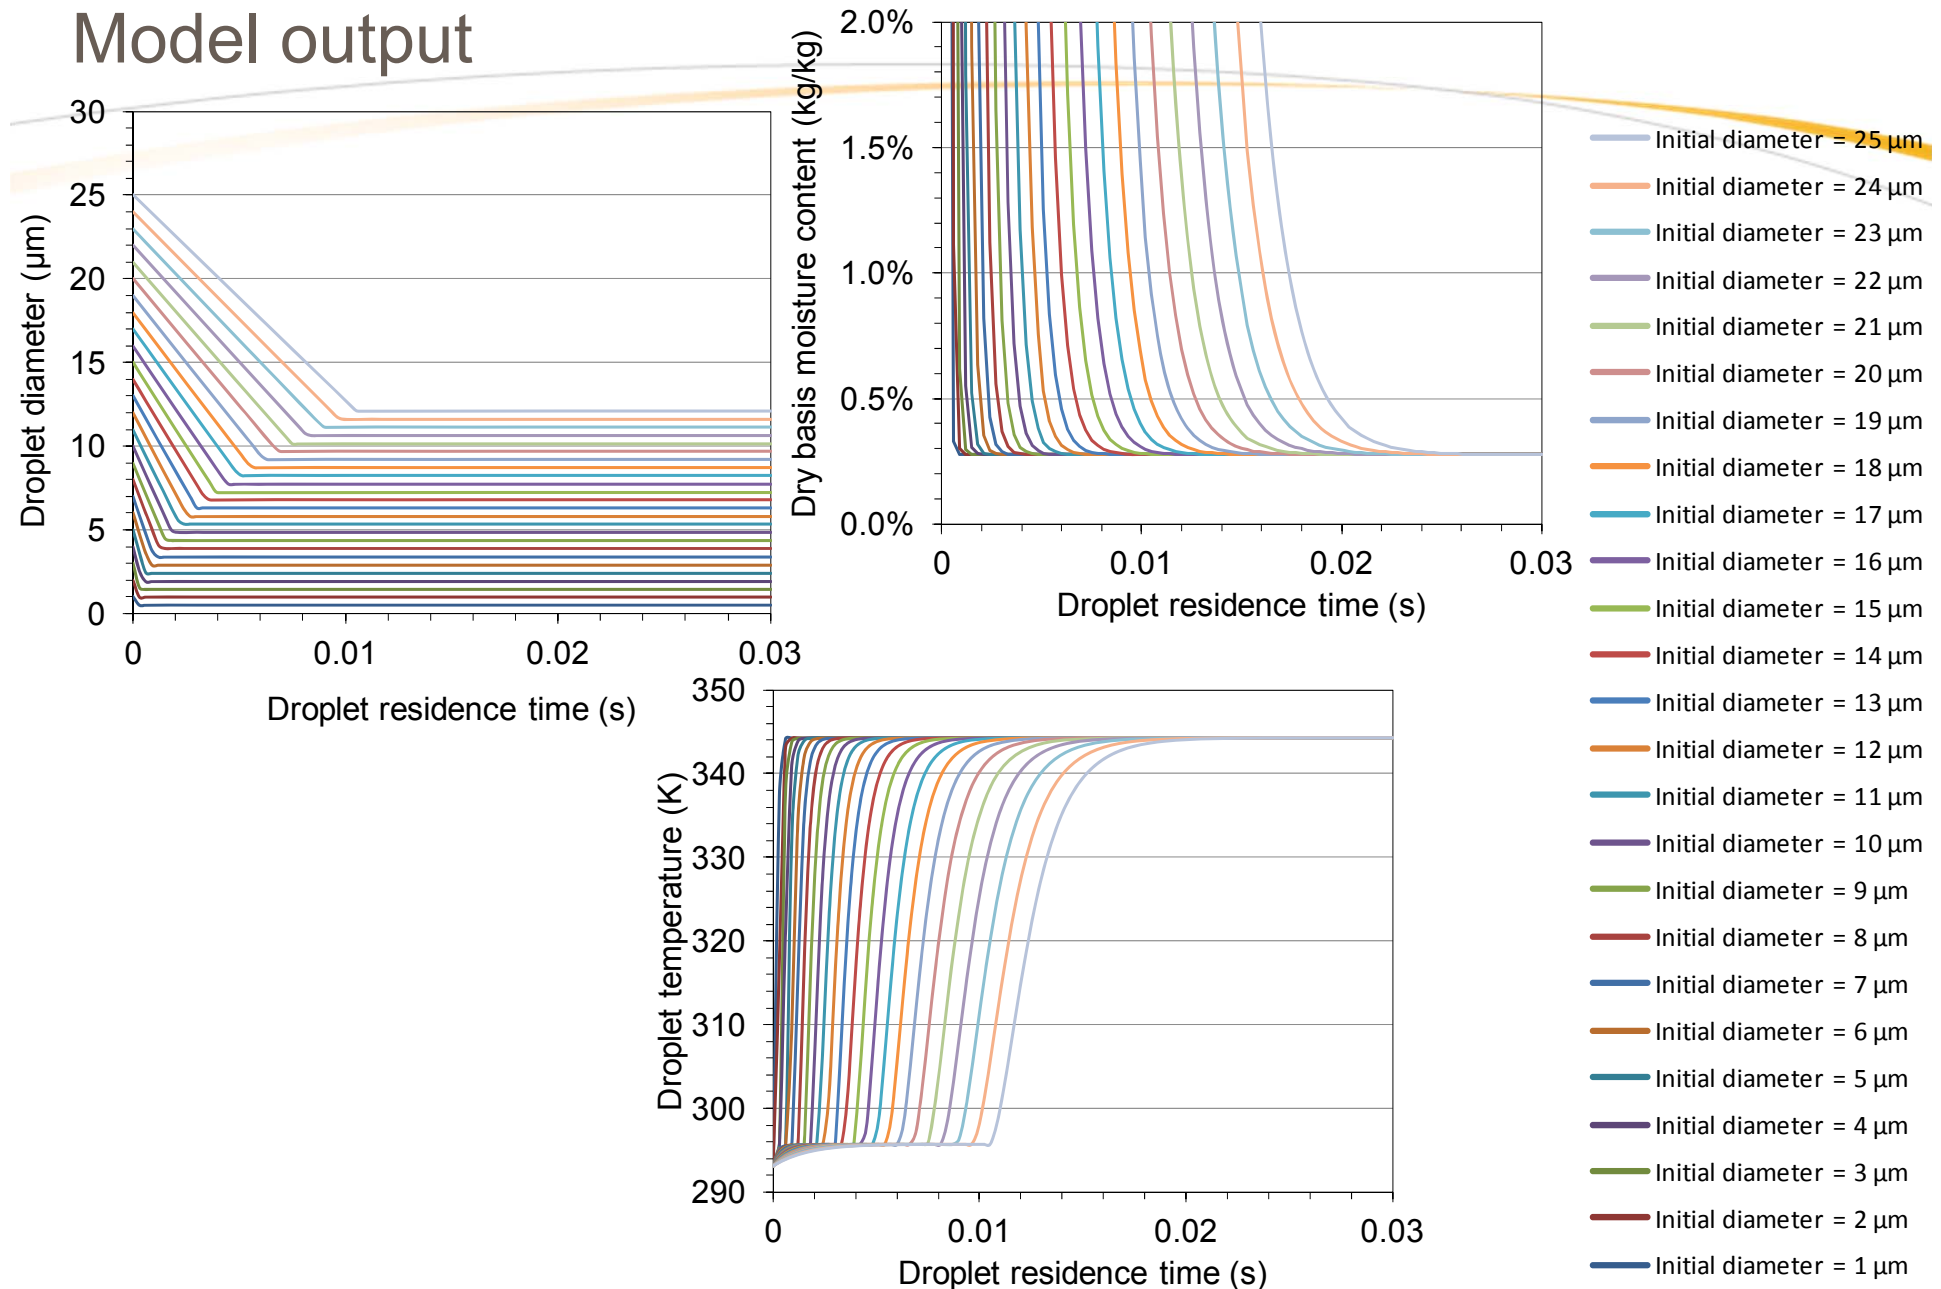 Model output
30
25
20
15
10
5
0
0
0.01
0.02
0.03
Droplet diameter (µm)
Droplet residence time (s)
2.0%
1.5%
1.0%
0.5%
0.0%
0
0.01
0.02
0.03
Dry basis moisture content (kg/kg)
Droplet residence time (s)
350
340
330
320
310
300
290
0
0.01
0.02
0.03
Droplet temperature (K)
Droplet residence time (s)
Initial diameter = 25 µm
Initial diameter = 24 µm
Initial diameter = 23 µm
Initial diameter = 22 µm
Initial diameter = 21 µm
Initial diameter = 20 µm
Initial diameter = 19 µm
Initial diameter = 18 µm
Initial diameter = 17 µm
Initial diameter = 16 µm
Initial diameter = 15 µm
Initial diameter = 14 µm
Initial diameter = 13 µm
Initial diameter = 12 µm
Initial diameter = 11 µm
Initial diameter = 10 µm
Initial diameter = 9 µm
Initial diameter = 8 µm
Initial diameter = 7 µm
Initial diameter = 6 µm
Initial diameter = 5 µm
Initial diameter = 4 µm
Initial diameter = 3 µm
Initial diameter = 2 µm
Initial diameter = 1 µm